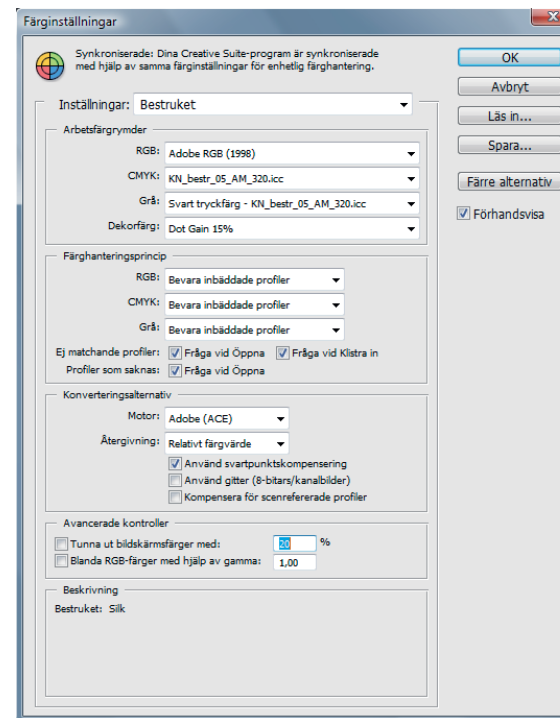 Färginställningar
Synkroniserade: Dina Creative Suite-program är synkroniserade
med hjälp av samma färginställningar för enhetlig färghantering.
Inställningar: Bestruket
Arbetsfärgrymder
RGB: Adobe RGB (1998)
CMYK: KN_bestr_05_AM_320.icc
Grå: Svart tryckfärg - KN_bestr_05_AM_320.icc
Dekorfärg: Dot Gain 15%
Färghanteringsprincip
RGB: Bevara inbäddade profiler
CMYK: Bevara inbäddade profiler
Grå: Bevara inbäddade profiler
Ej matchande profiler: Fråga vid Öppna Fråga vid Klistra in
Profiler som saknas: Fråga vid Öppna
Konverteringsalternativ
Motor: Adobe (ACE)
Återgivning: Relativt färgvärde
Använd svartpunktskompensering
Använd gitter (8-bitars/kanalbilder)
Kompensera för scenrefererade profiler
Avancerade kontroller
Tunna ut bildskärmsfärger med: 20 %
Blanda RGB-färger med hjälp av gamma: 1,00
Beskrivning
Bestruket: Silk
OK
Avbryt
Läs in...
Spara...
Färre alternativ
Förhandsvisa